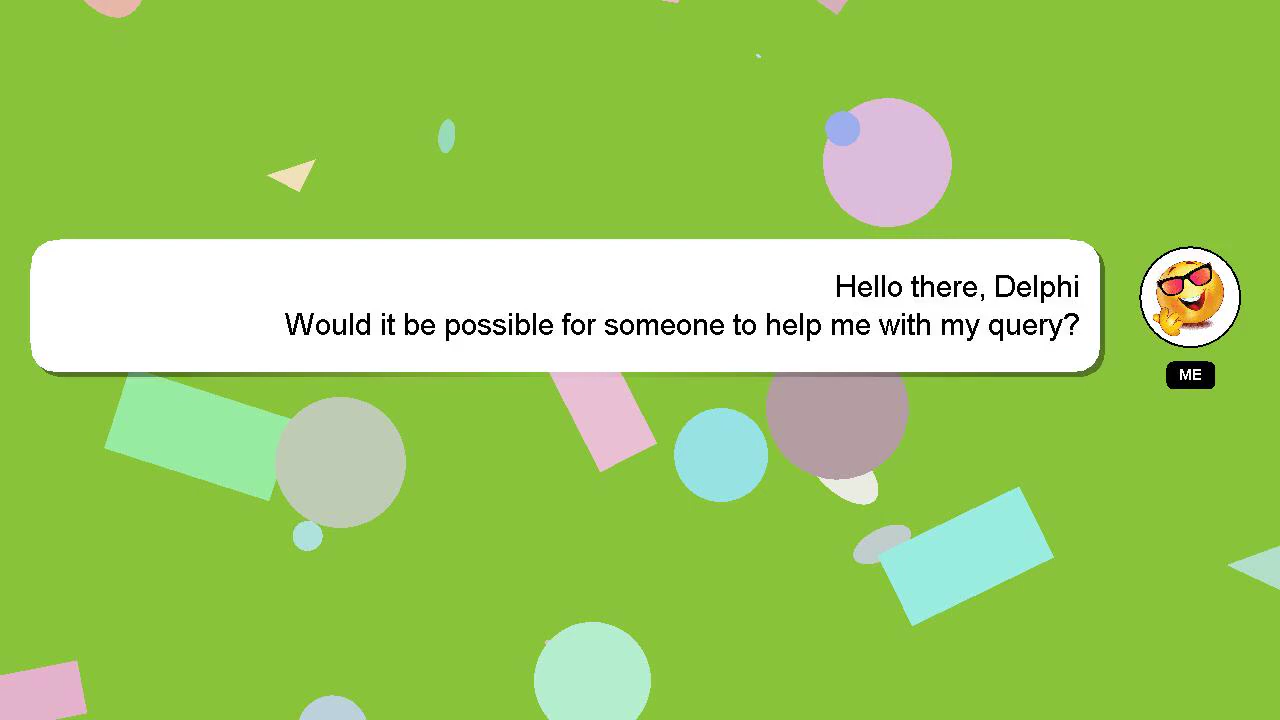 Hello there, Delphi
Would it be possible for someone to help me with my query?
ME